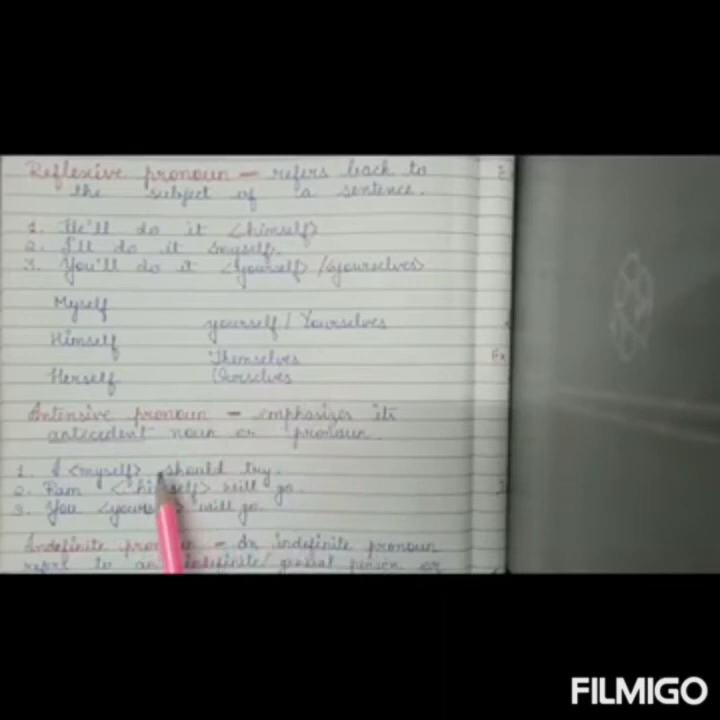 Reflexive pronoun – refers back to
the subject of a sentence.
1. He'll do it <himself>
2. I'll do it <myself>.
3. You'll do it <yourself> /<yourselves>
Myself
yourself / Yourselves
Himself
Themselves
Herself
Ourselves
Intensive pronoun – emphasizes its
antecedent noun or pronoun.
1. I <myself> should try.
2. Ram <himself> will go.
3. You <yourself> will go.
Indefinite pronoun – An indefinite pronoun
refers to an indefinite/ general person or
Ex
FILMIGO